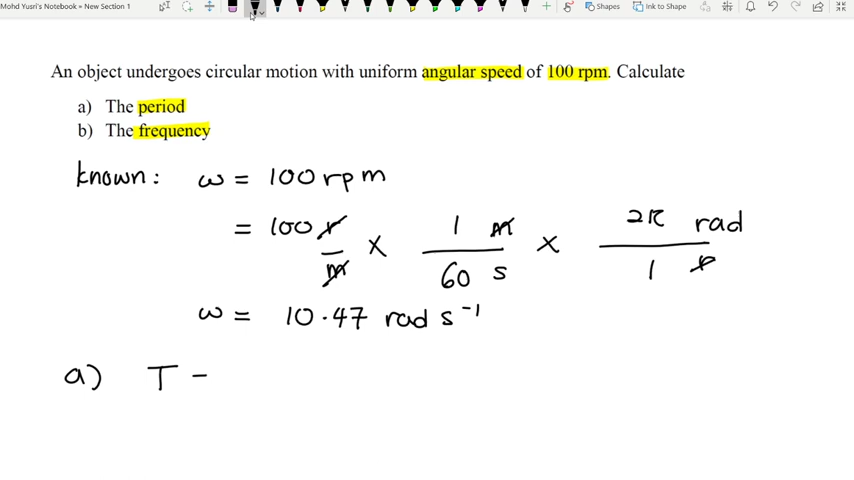 Mohd Yusri's Notebook » New Section 1
Shapes Ink to Shape
An object undergoes circular motion with uniform angular speed of 100 rpm. Calculate
a) The period
b) The frequency
known: ω = 100 rpm
= 100 r/m × 1 m/60 s × 2π rad/1 r
ω = 10.47 rad s⁻¹
a) T -